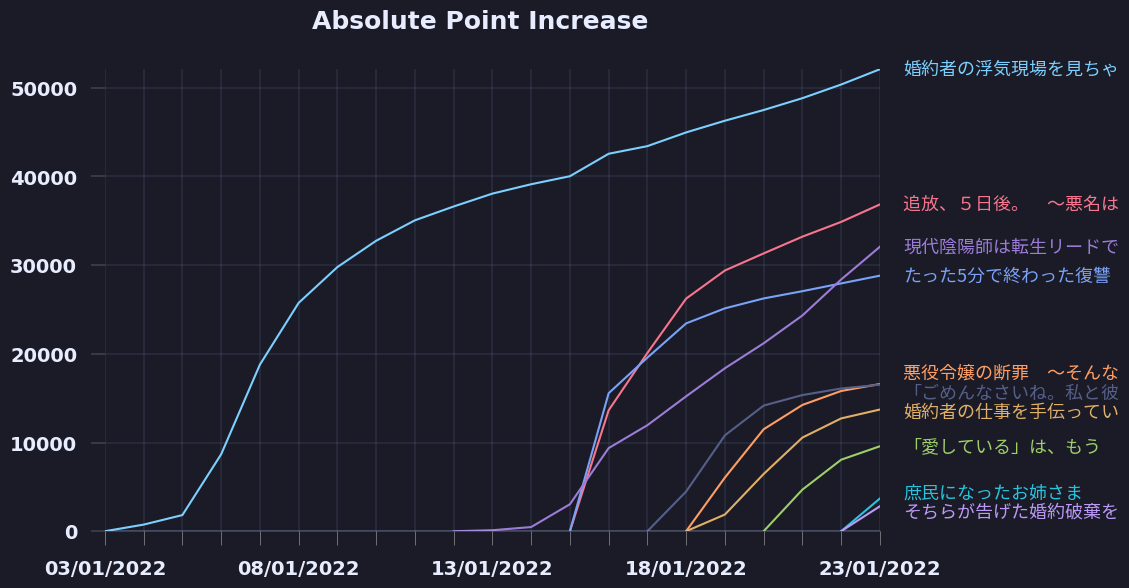 Absolute Point Increase
50000
40000
30000
20000
10000
0
03/01/2022
08/01/2022
13/01/2022
18/01/2022
23/01/2022
婚約者の浮気現場を見ちゃ
追放、５日後。　～悪名は
現代陰陽師は転生リードで
たった5分で終わった復讐
悪役令嬢の断罪　～そんな
「ごめんなさいね。私と彼
婚約者の仕事を手伝ってい
「愛している」は、もう
庶民になったお姉さま
そちらが告げた婚約破棄を